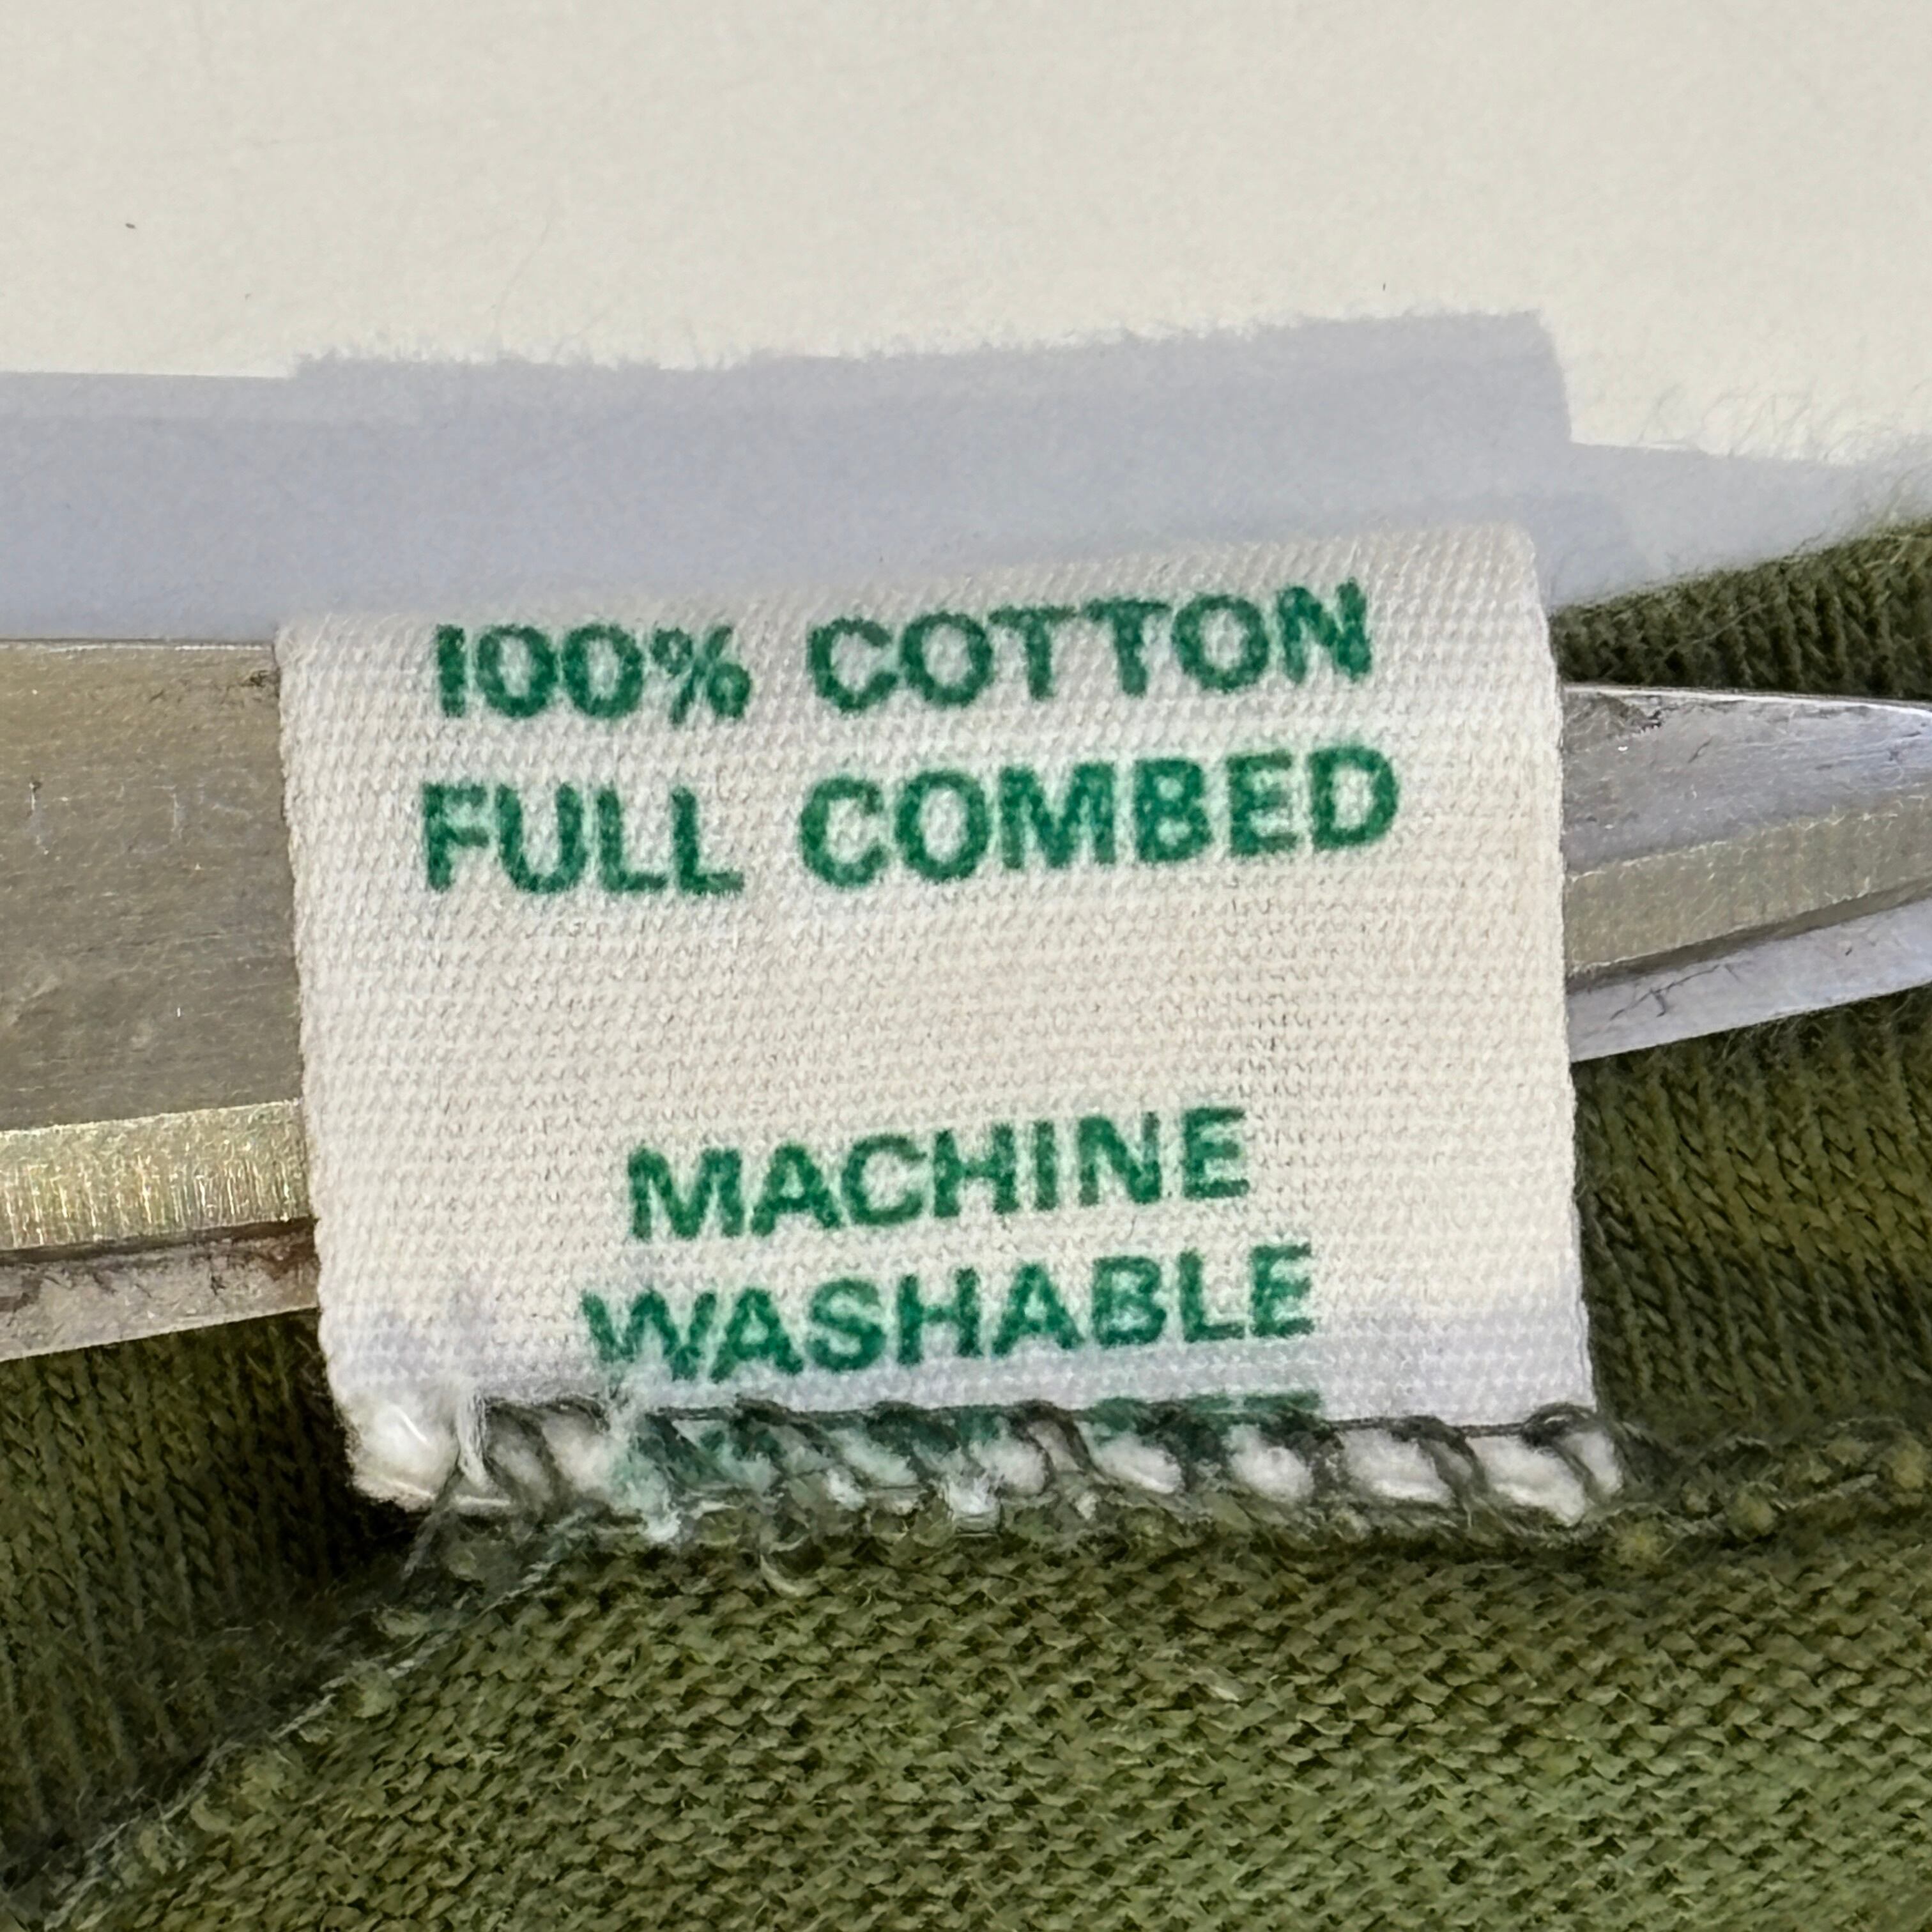 100% COTTON
FULL COMBED
MACHINE
WASHABLE